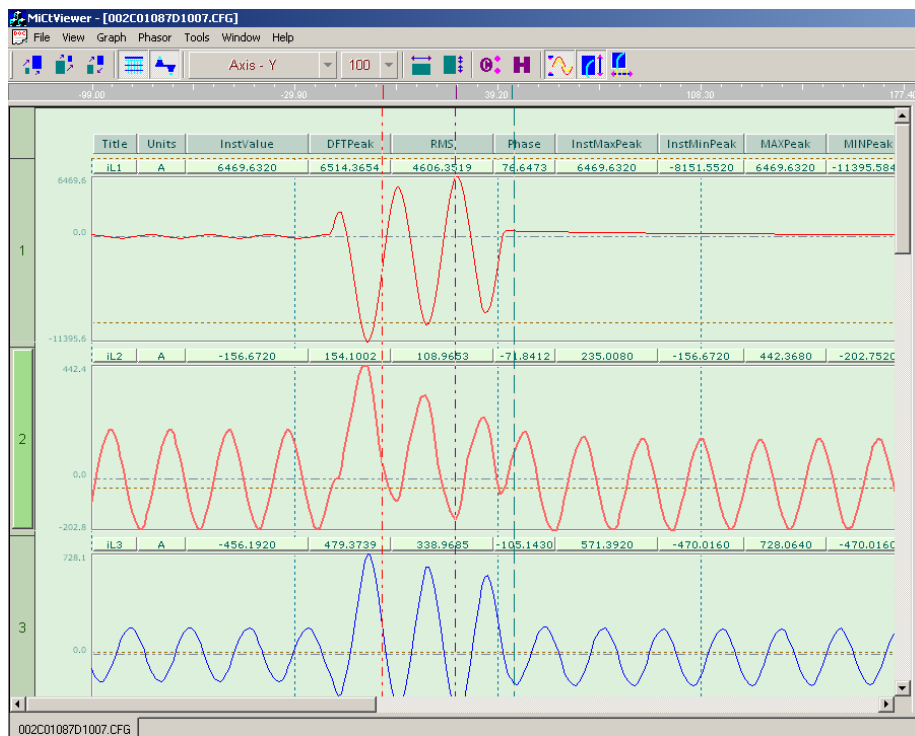 MiCtViewer - [002C01087D1007.CFG]
File View Graph Phasor Tools Window Help
Axis - Y 100
-99.00 -29.90 39.20 108.30 177.40
Title Units InstValue DFTPeak RMS Phase InstMaxPeak InstMinPeak MAXPeak MINPeak
iL1 A 6469.6320 6514.3654 4606.3519 76.6473 6469.6320 -8151.5520 6469.6320 -11395.584
6469.6
0.0
1
-11395.6
iL2 A -156.6720 154.1002 108.9653 -71.8412 235.0080 -156.6720 442.3680 -202.7520
442.4
2
0.0
-202.8
iL3 A -456.1920 479.3739 338.9685 -105.1430 571.3920 -470.0160 728.0640 -470.0160
728.1
3
0.0
002C01087D1007.CFG